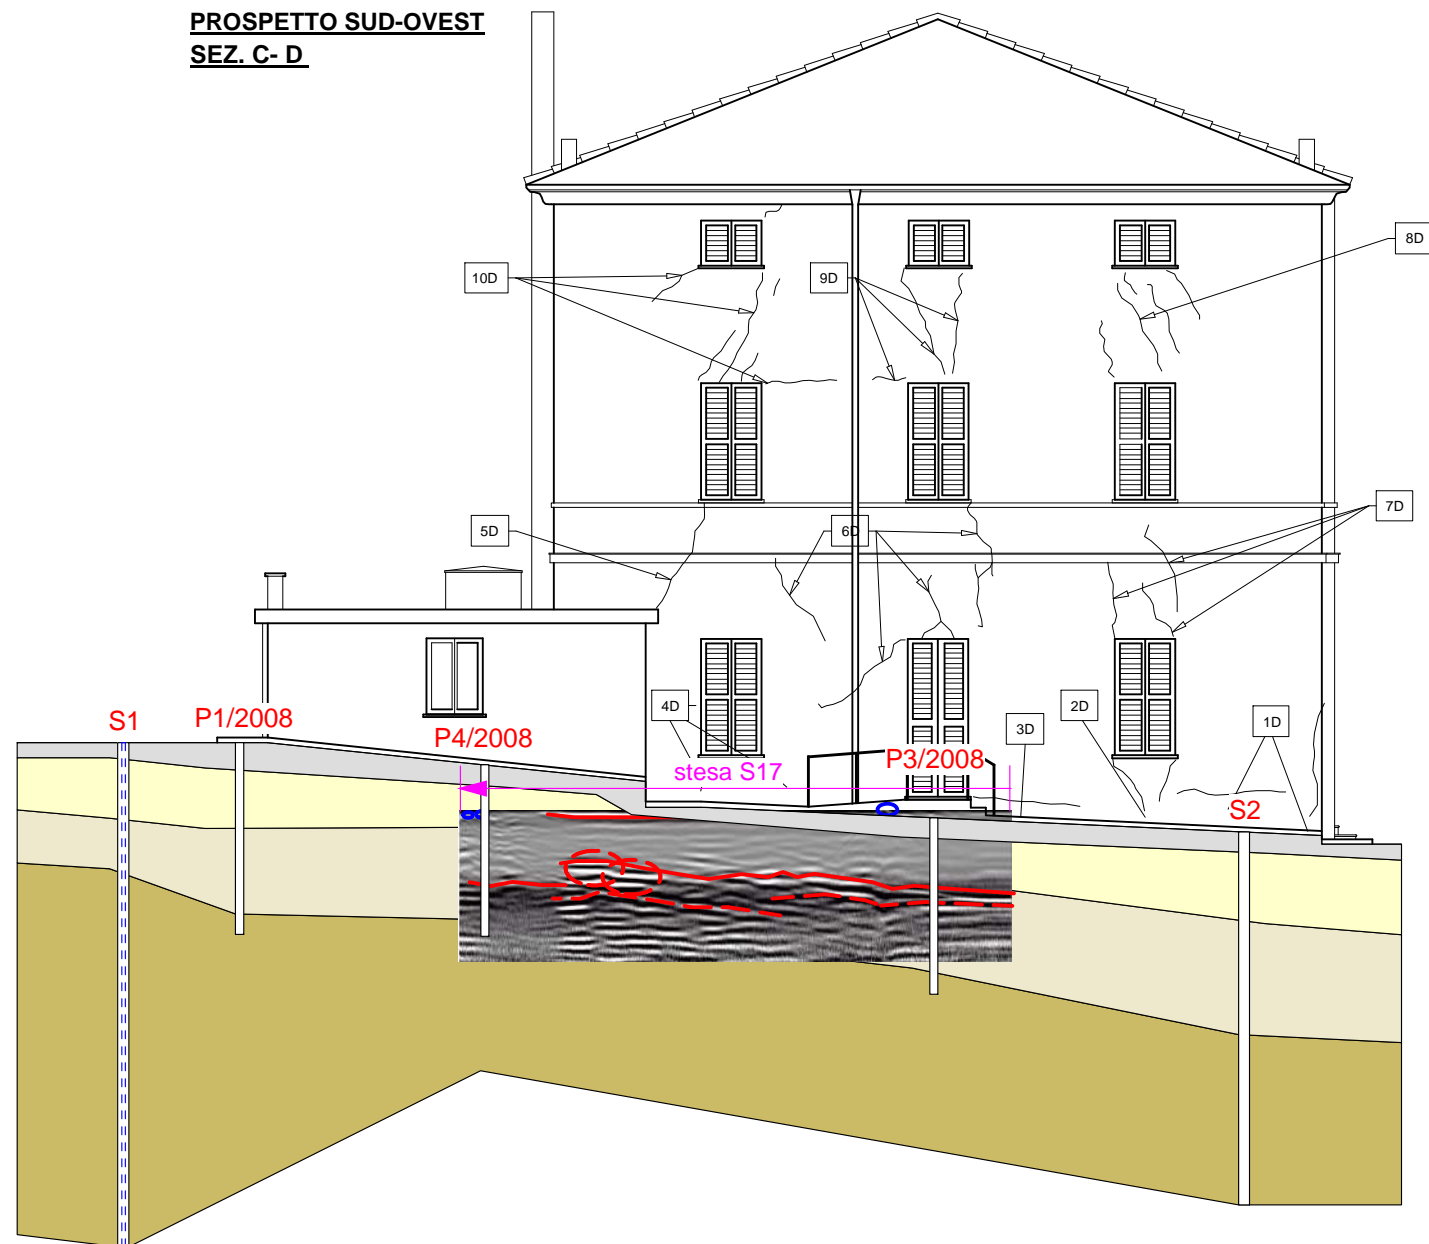 PROSPETTO SUD-OVEST
SEZ. C- D
8D
10D
9D
7D
5D
6D
4D
2D
3D
1D
S1
P1/2008
P4/2008
P3/2008
stesa S17
S2